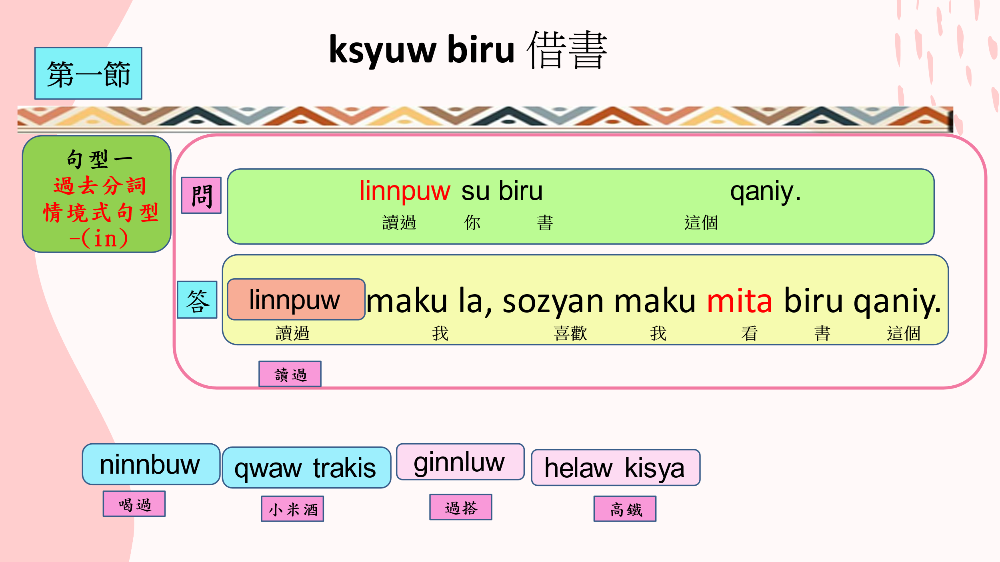 ksyuw biru 借書
第一節
句型一
過去分詞
情境式句型
-(in)
問
linnpuw su biru qaniy.
讀過 你 書 這個
答
linnpuw maku la, sozyan maku mita biru qaniy.
讀過 我 喜歡 我 看 書 這個
讀過
ninnbuw qwaw trakis ginnluw helaw kisya
喝過 小米酒 過搭 高鐵